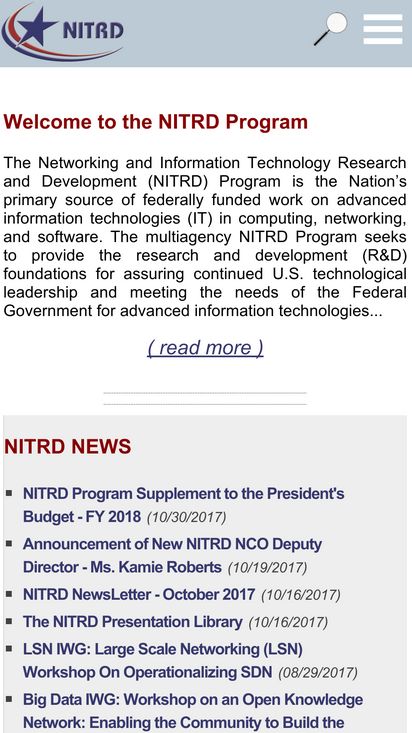 NITRD
Welcome to the NITRD Program
The Networking and Information Technology Research
and Development (NITRD) Program is the Nation's
primary source of federally funded work on advanced
information technologies (IT) in computing, networking,
and software. The multiagency NITRD Program seeks
to provide the research and development (R&D)
foundations for assuring continued U.S. technological
leadership and meeting the needs of the Federal
Government for advanced information technologies...
( read more )
NITRD NEWS
NITRD Program Supplement to the President's
Budget - FY 2018 (10/30/2017)
Announcement of New NITRD NCO Deputy
Director - Ms. Kamie Roberts (10/19/2017)
NITRD NewsLetter - October 2017 (10/16/2017)
The NITRD Presentation Library (10/16/2017)
LSN IWG: Large Scale Networking (LSN)
Workshop On Operationalizing SDN (08/29/2017)
Big Data IWG: Workshop on an Open Knowledge
Network: Enabling the Community to Build the